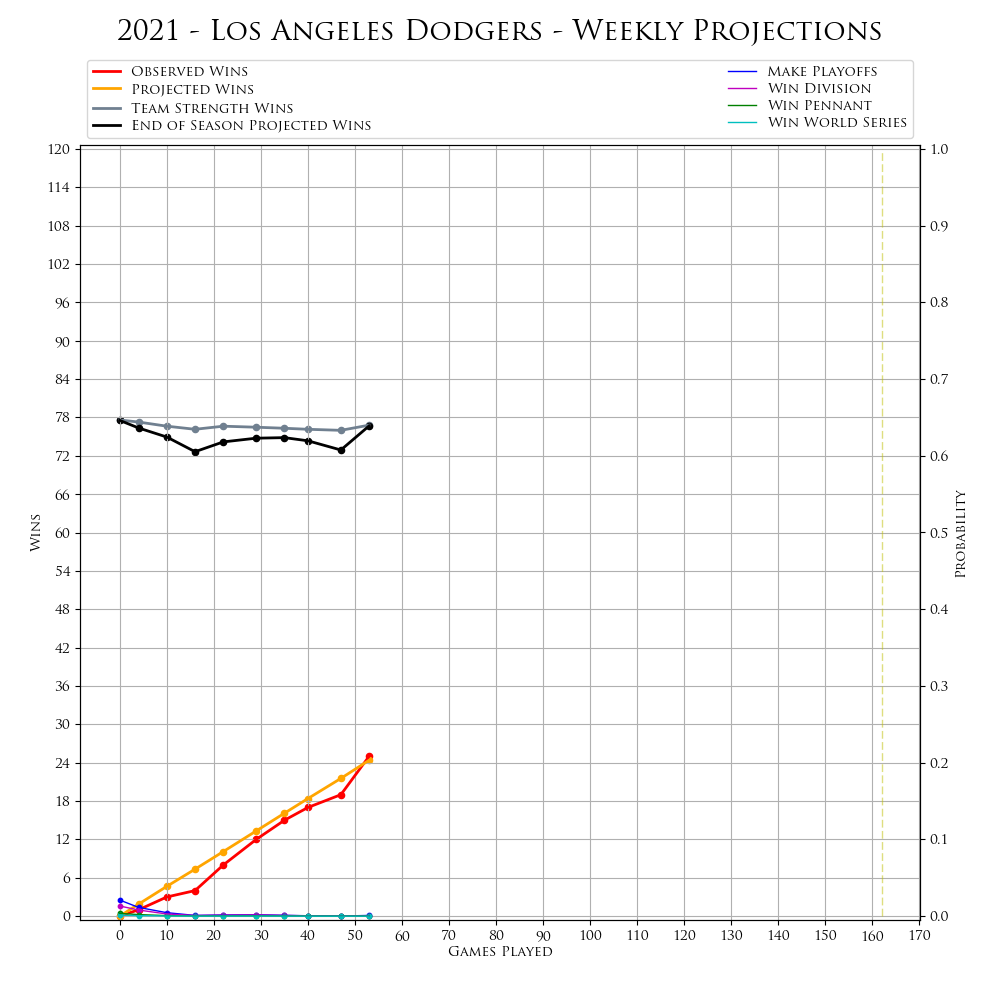 2021 - Los Angeles Dodgers - Weekly Projections
Observed Wins
Projected Wins
Team Strength Wins
End of Season Projected Wins
Make Playoffs
Win Division
Win Pennant
Win World Series
120
114
108
102
96
90
84
78
72
66
60
54
48
42
36
30
24
18
12
6
0
Wins
1.0
0.9
0.8
0.7
0.6
0.5
0.4
0.3
0.2
0.1
0.0
Probability
0 10 20 30 40 50 60 70 80 90 100 110 120 130 140 150 160 170
Games Played